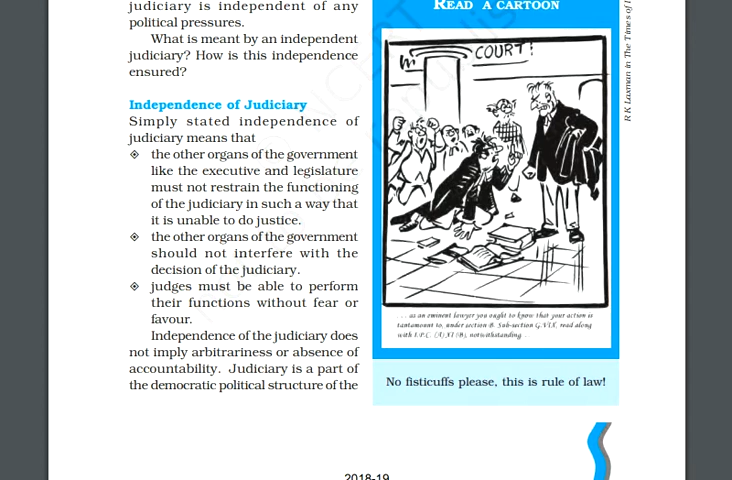 judiciary is independent of any
political pressures.
What is meant by an independent
judiciary? How is this independence
ensured?
Independence of Judiciary
Simply stated independence of
judiciary means that
the other organs of the government
like the executive and legislature
must not restrain the functioning
of the judiciary in such a way that
it is unable to do justice.
the other organs of the government
should not interfere with the
decision of the judiciary.
judges must be able to perform
their functions without fear or
favour.
Independence of the judiciary does
not imply arbitrariness or absence of
accountability. Judiciary is a part of
the democratic political structure of the
READ A CARTOON
COURT!
R K Laxman in The Times of
... as an eminent lawyer you ought to know that your action is
tantamount to, under section Sub-section read along
with I.P.C. notwithstanding
No fisticuffs please, this is rule of law!
2018-19